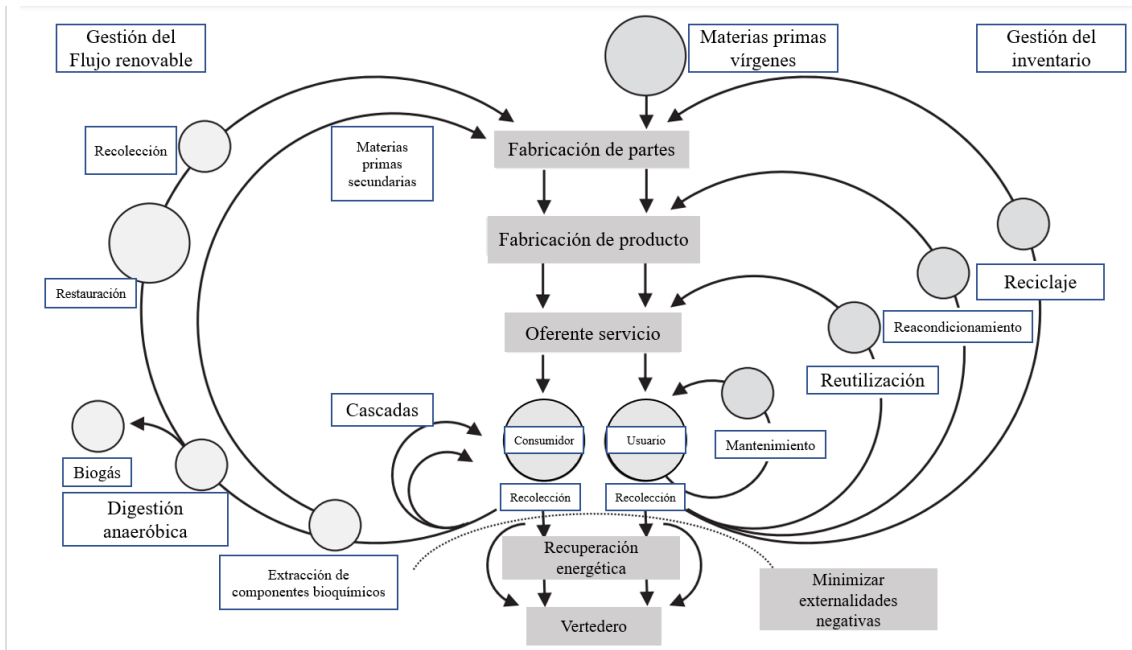 Gestión del
Flujo renovable
Materias primas
vírgenes
Gestión del
inventario
Recolección
Materias
primas
secundarias
Fabricación de partes
Fabricación de producto
Restauración
Reciclaje
Oferente servicio
Reacondicionamiento
Reutilización
Cascadas
Consumidor
Usuario
Mantenimiento
Biogás
Digestión
anaeróbica
Recolección
Recolección
Recuperación
energética
Extracción de
componentes bioquímicos
Minimizar
externalidades
negativas
Vertedero